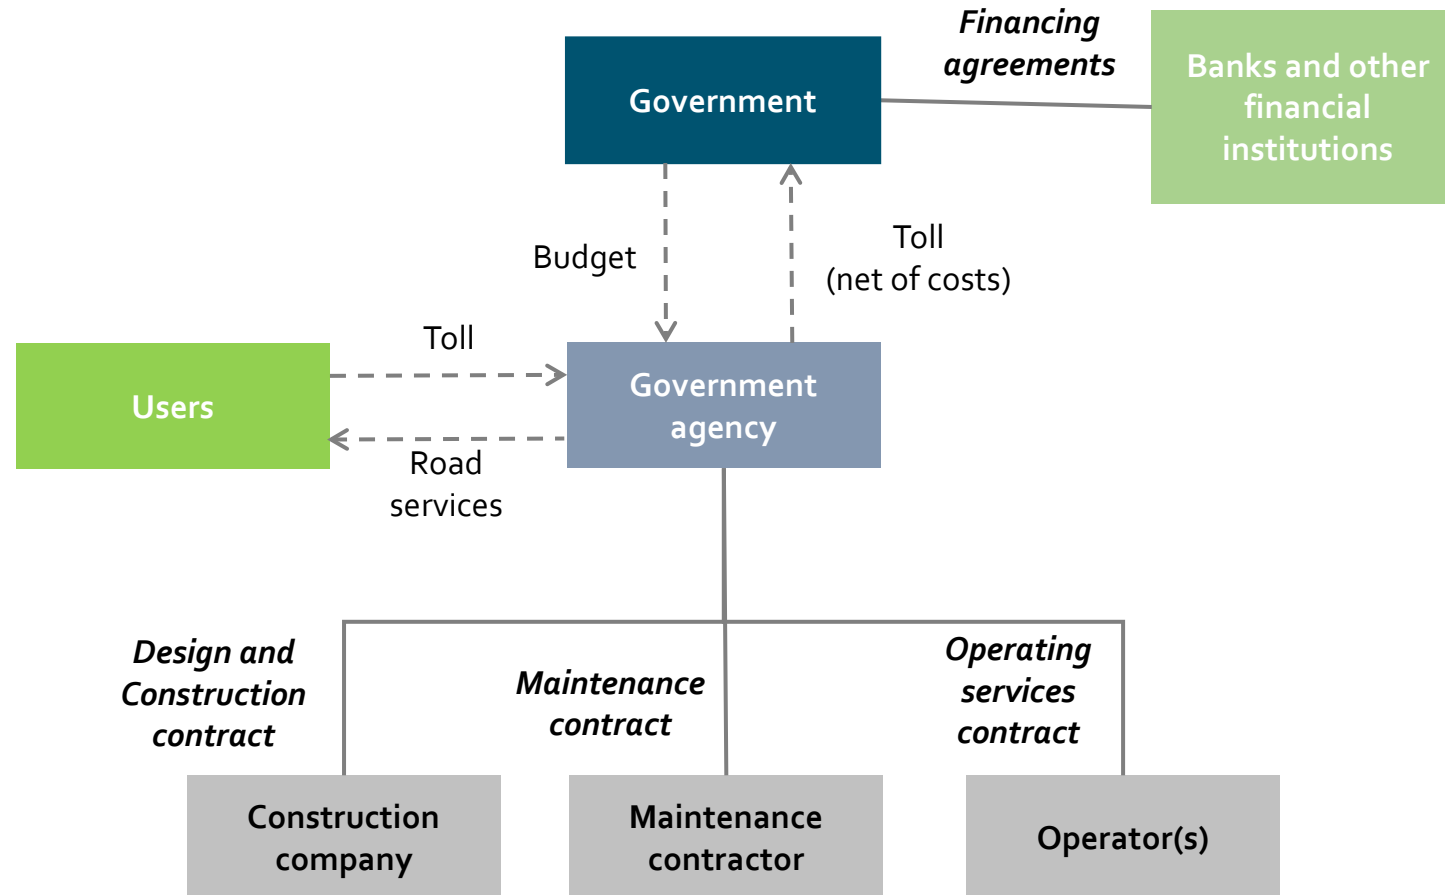 Financing
agreements
Government
Banks and other
financial
institutions
Budget
Toll
(net of costs)
Toll
Users
Government
agency
Road
services
Design and
Construction
contract
Maintenance
contract
Operating
services
contract
Construction
company
Maintenance
contractor
Operator(s)